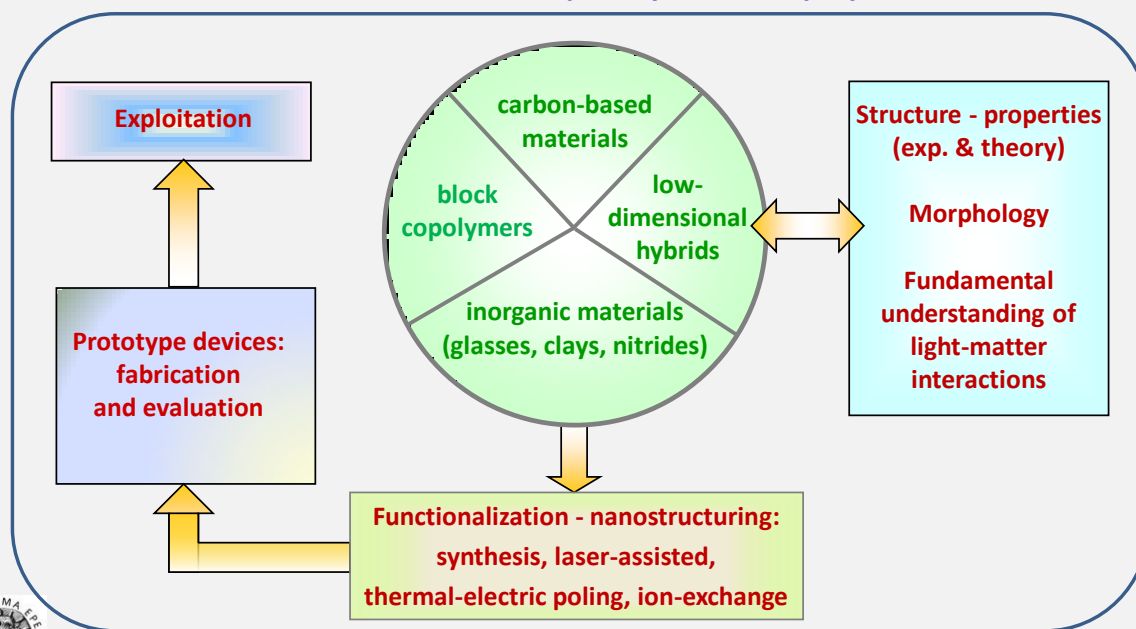 Exploitation
carbon-based
materials
block
copolymers
low-
dimensional
hybrids
inorganic materials
(glasses, clays, nitrides)
Structure - properties
(exp. & theory)
Morphology
Fundamental
understanding of
light-matter
interactions
Prototype devices:
fabrication
and evaluation
Functionalization - nanostructuring:
synthesis, laser-assisted,
thermal-electric poling, ion-exchange